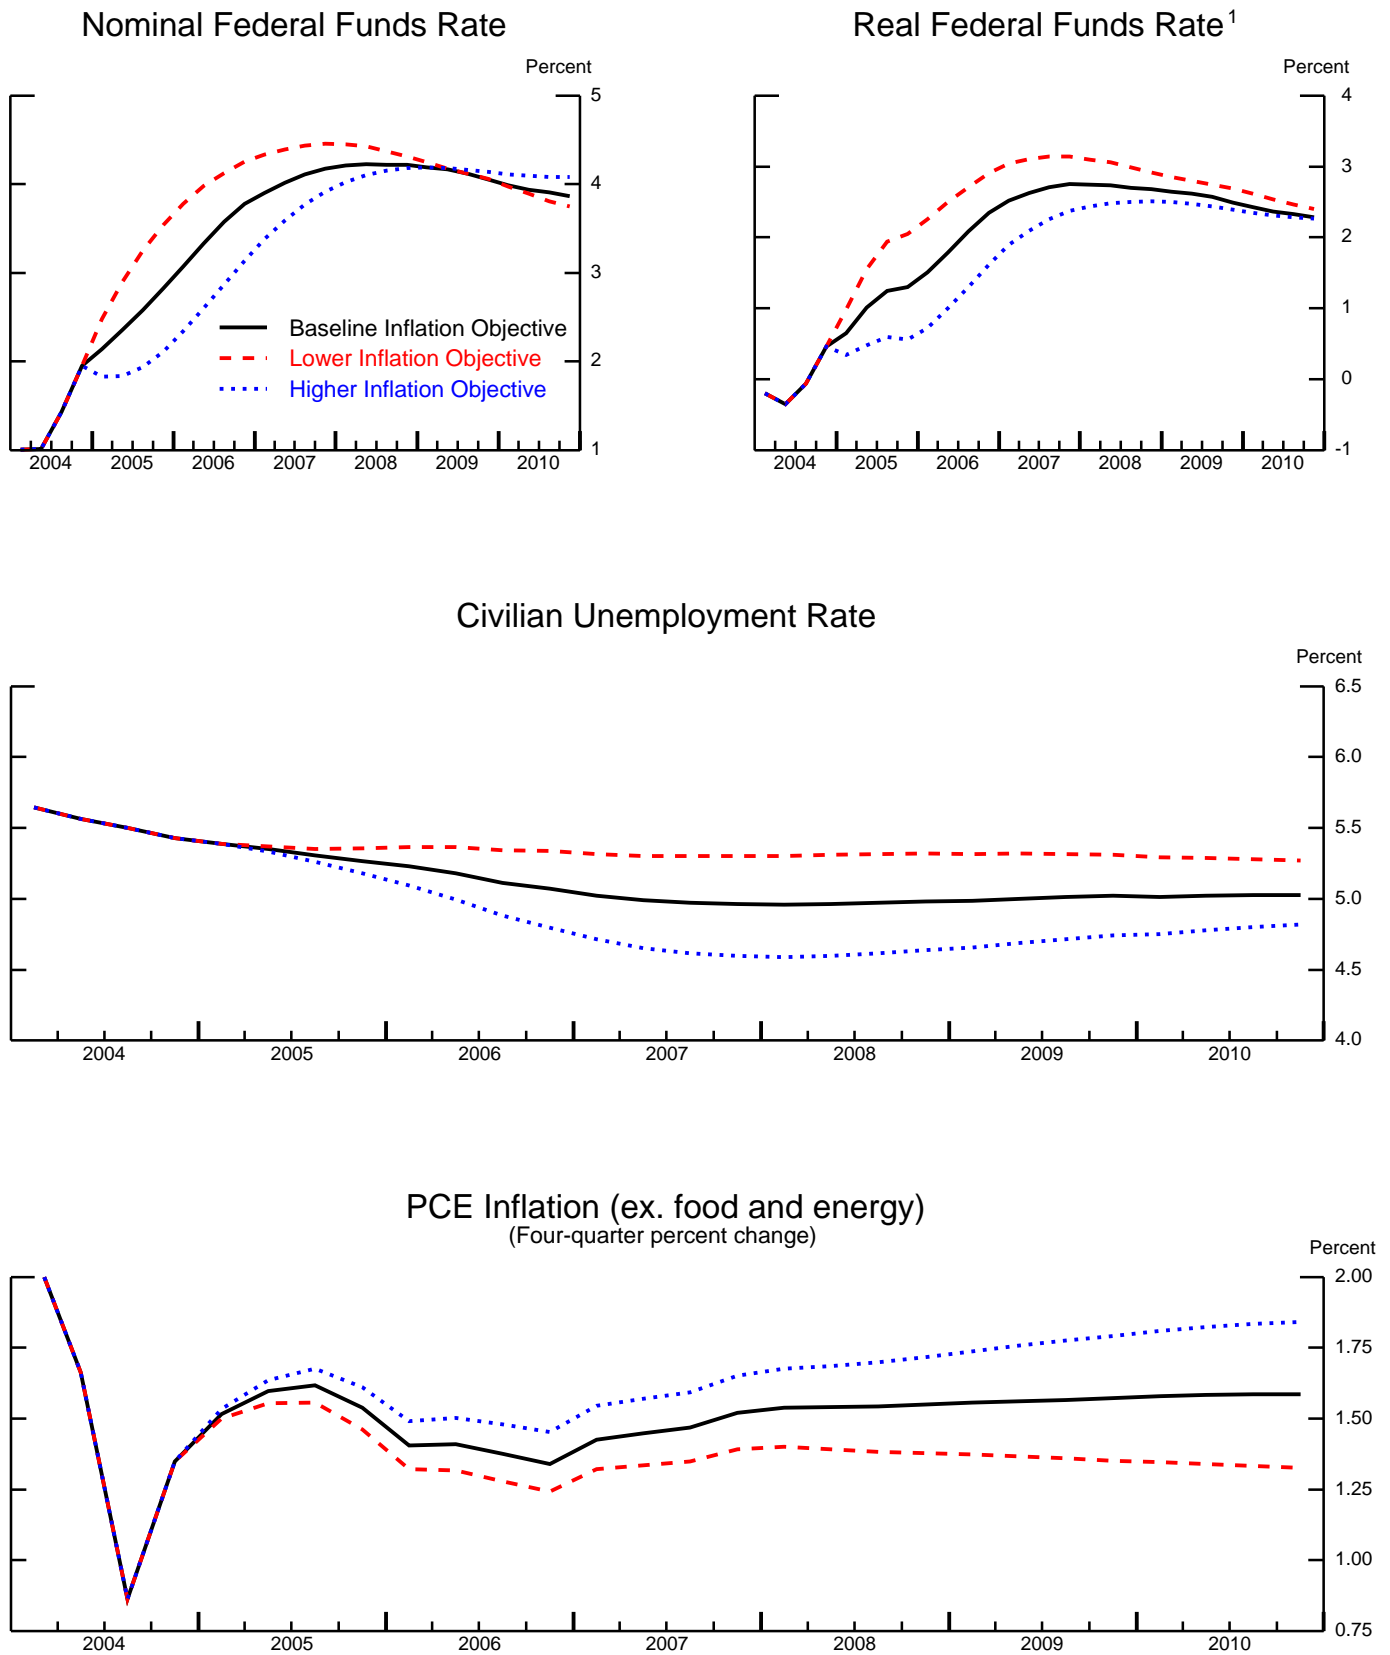 Nominal Federal Funds Rate
Percent
5
4
3
2
1
Baseline Inflation Objective
Lower Inflation Objective
Higher Inflation Objective
2004 2005 2006 2007 2008 2009 2010
Real Federal Funds Rate¹
Percent
4
3
2
1
0
-1
2004 2005 2006 2007 2008 2009 2010
Civilian Unemployment Rate
Percent
6.5
6.0
5.5
5.0
4.5
4.0
2004 2005 2006 2007 2008 2009 2010
PCE Inflation (ex. food and energy)
(Four-quarter percent change)
Percent
2.00
1.75
1.50
1.25
1.00
0.75
2004 2005 2006 2007 2008 2009 2010